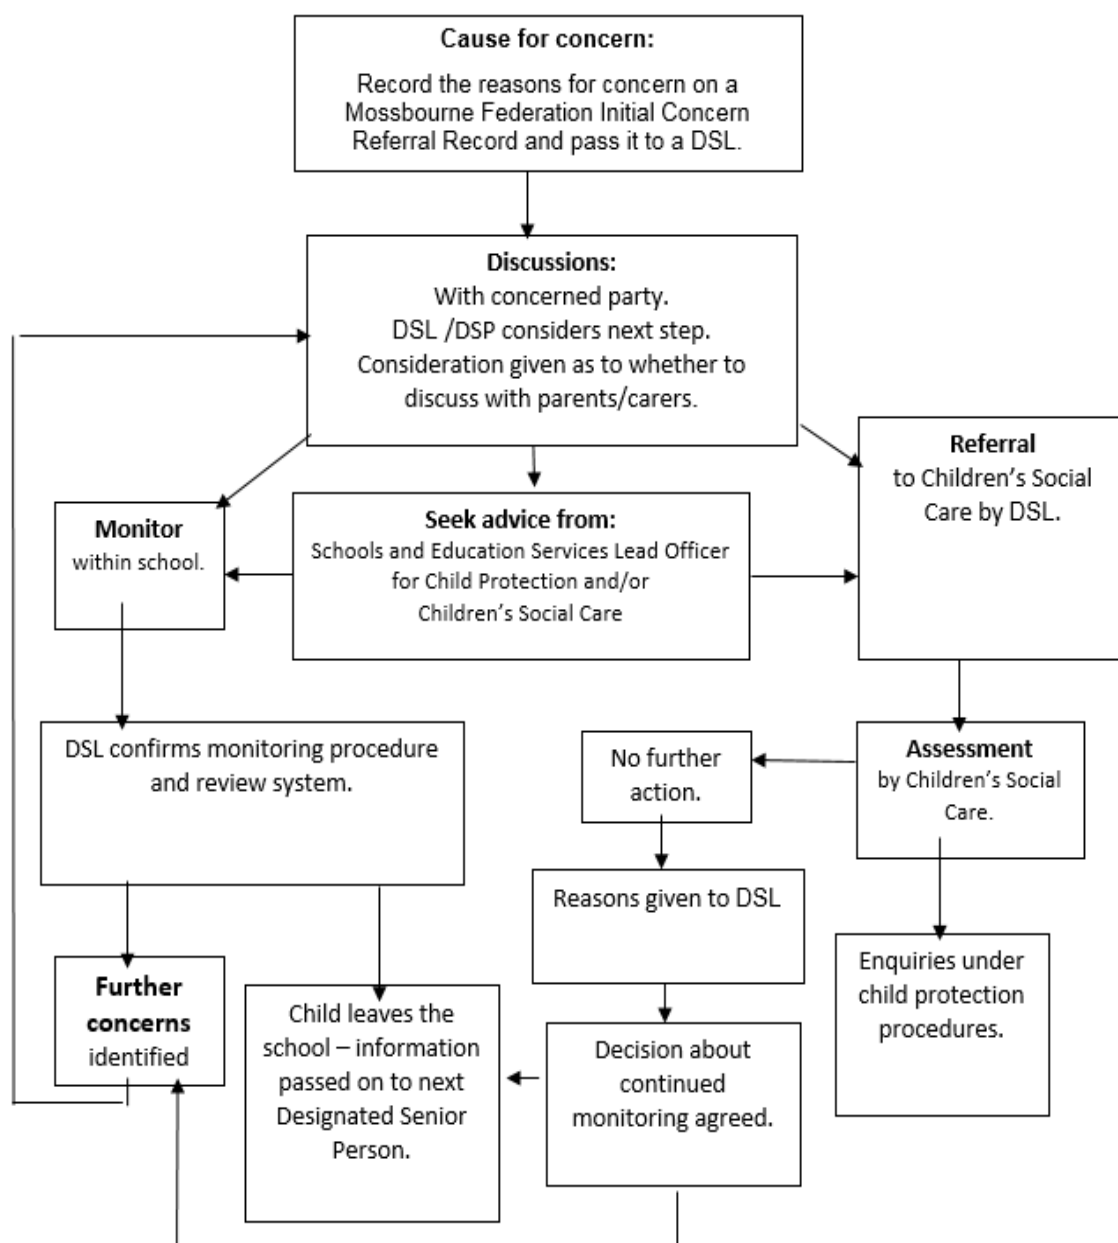 Cause for concern:
Record the reasons for concern on a
Mossbourne Federation Initial Concern
Referral Record and pass it to a DSL.
Discussions:
With concerned party.
DSL /DSP considers next step.
Consideration given as to whether to
discuss with parents/carers.
Referral
to Children's Social
Care by DSL.
Monitor
within school.
Seek advice from:
Schools and Education Services Lead Officer
for Child Protection and/or
Children's Social Care
DSL confirms monitoring procedure
and review system.
No further
action.
Assessment
by Children's Social
Care.
Reasons given to DSL
Enquiries under
child protection
procedures.
Further
concerns
identified
Child leaves the
school – information
passed on to next
Designated Senior
Person.
Decision about
continued
monitoring agreed.